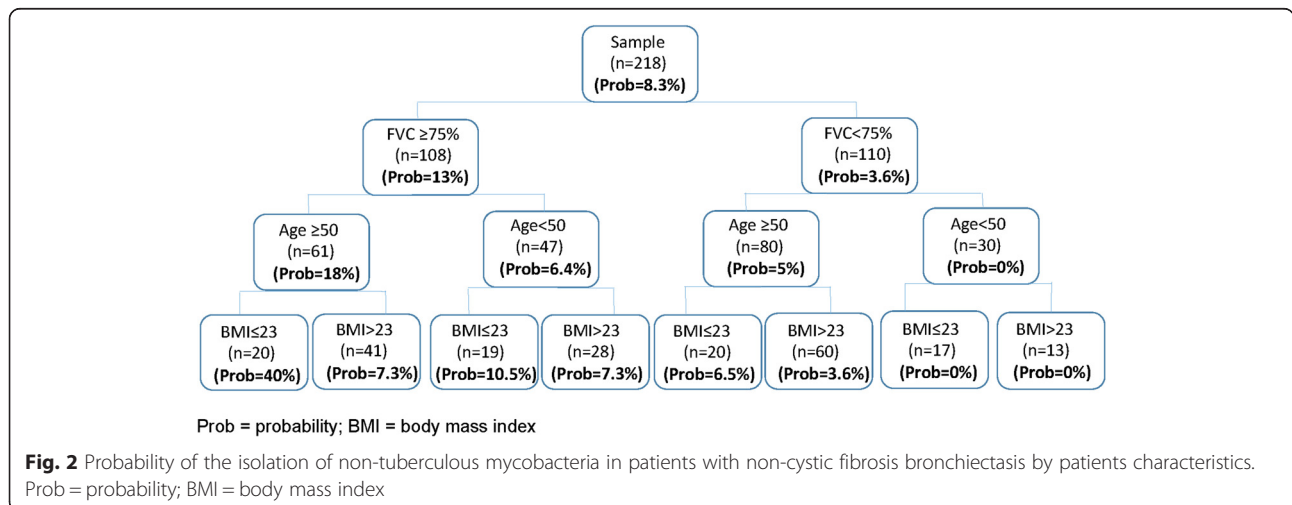 Sample
(n=218)
(Prob=8.3%)
FVC ≥75%
(n=108)
(Prob=13%)
FVC<75%
(n=110)
(Prob=3.6%)
Age ≥50
(n=61)
(Prob=18%)
Age<50
(n=47)
(Prob=6.4%)
Age ≥50
(n=80)
(Prob=5%)
Age<50
(n=30)
(Prob=0%)
BMI≤23
(n=20)
(Prob=40%)
BMI>23
(n=41)
(Prob=7.3%)
BMI≤23
(n=19)
(Prob=10.5%)
BMI>23
(n=28)
(Prob=7.3%)
BMI≤23
(n=20)
(Prob=6.5%)
BMI>23
(n=60)
(Prob=3.6%)
BMI≤23
(n=17)
(Prob=0%)
BMI>23
(n=13)
(Prob=0%)
Prob = probability; BMI = body mass index
Fig. 2 Probability of the isolation of non-tuberculous mycobacteria in patients with non-cystic fibrosis bronchiectasis by patients characteristics.
Prob = probability; BMI = body mass index